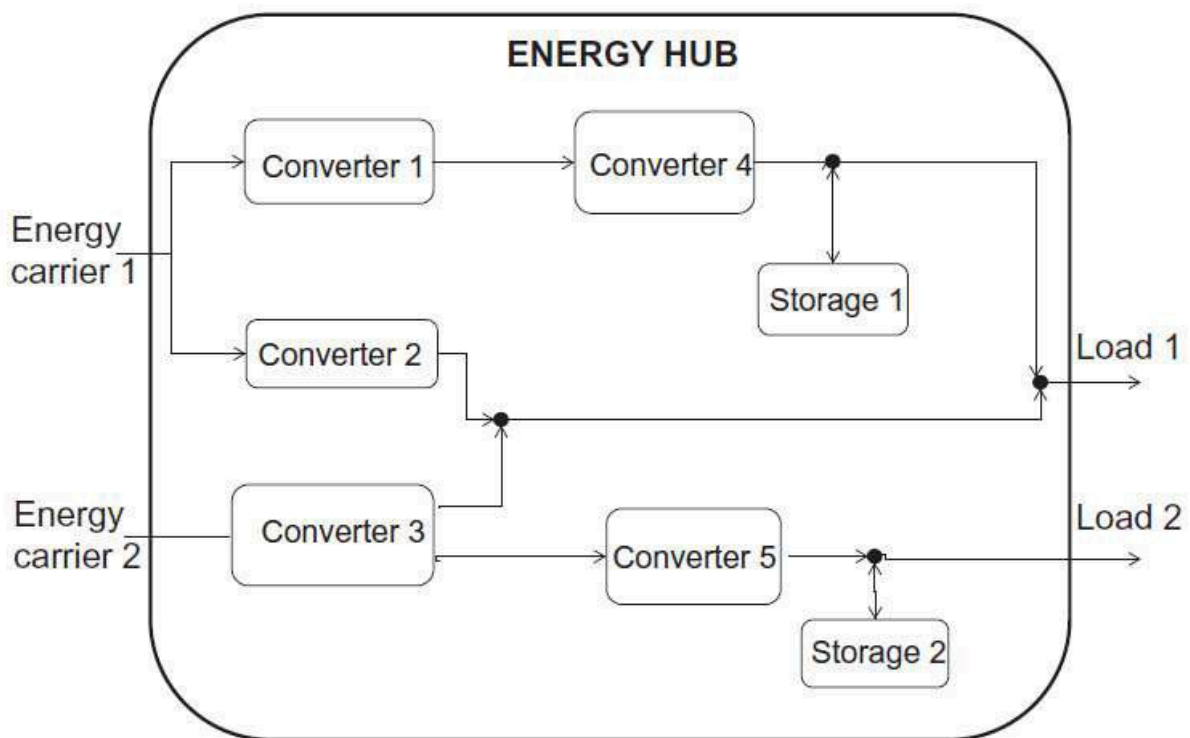 ENERGY HUB
Converter 1
Converter 4
Energy
carrier 1
Storage 1
Converter 2
Load 1
Energy
carrier 2
Converter 3
Converter 5
Load 2
Storage 2